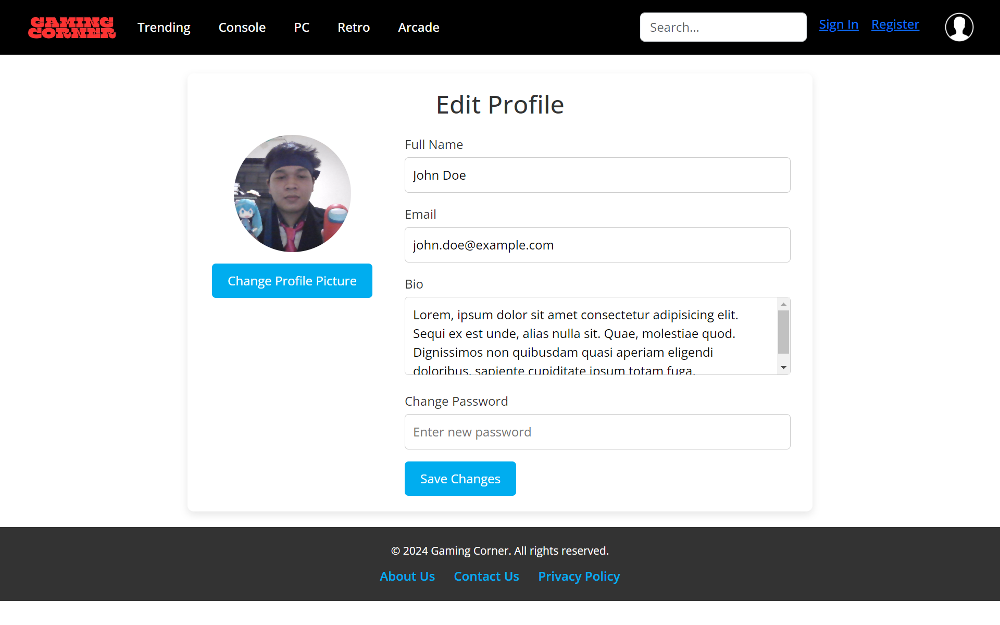 GAMING
CORNER
Trending
Console
PC
Retro
Arcade
Search...
Sign In
Register
Edit Profile
Change Profile Picture
Full Name
John Doe
Email
john.doe@example.com
Bio
Lorem, ipsum dolor sit amet consectetur adipisicing elit.
Sequi ex est unde, alias nulla sit. Quae, molestiae quod.
Dignissimos non quibusdam quasi aperiam eligendi
doloribus, sapiente cupiditate ipsum totam fuga.
Change Password
Enter new password
Save Changes
© 2024 Gaming Corner. All rights reserved.
About Us
Contact Us
Privacy Policy